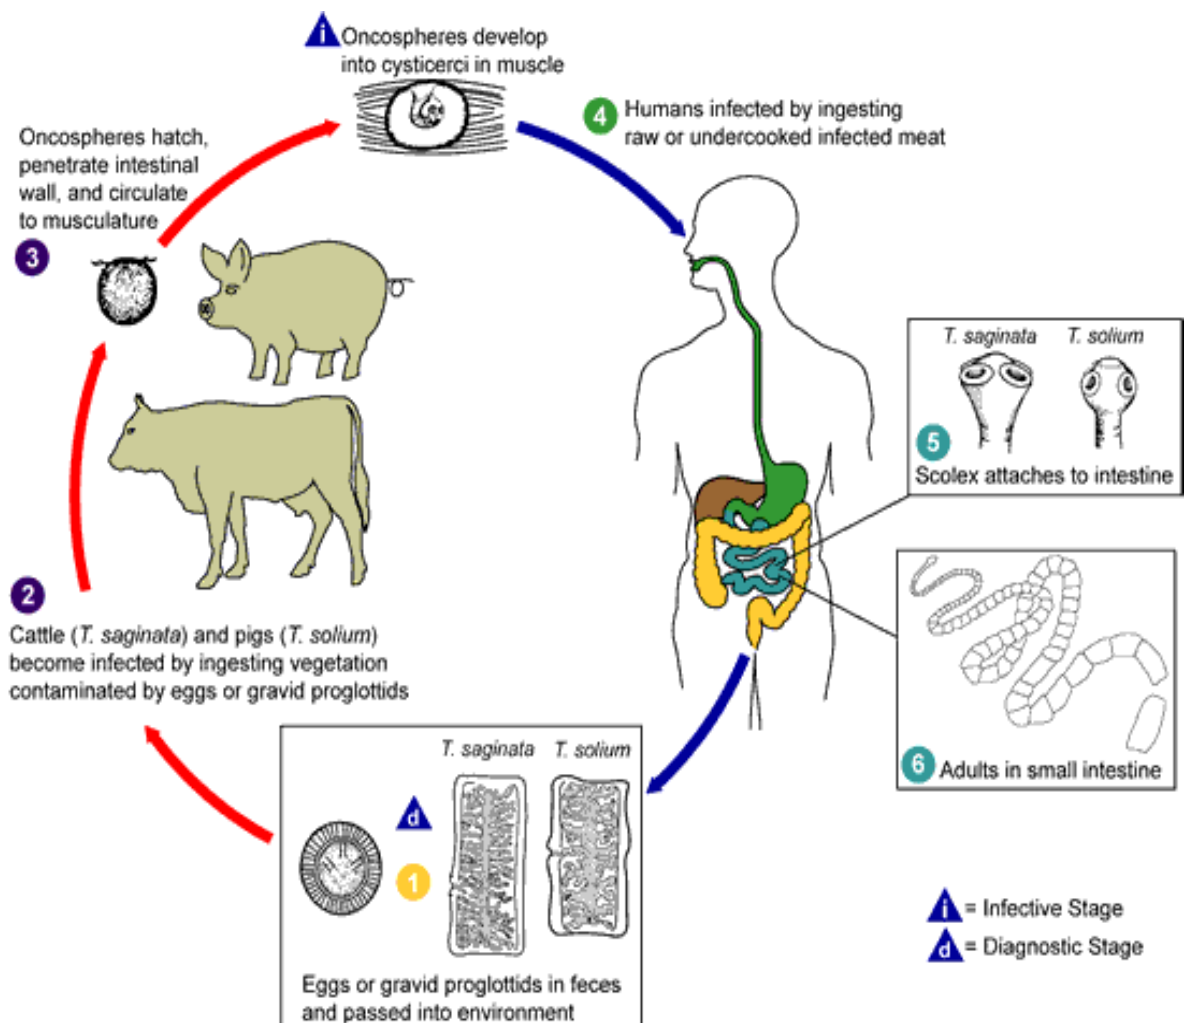 i Oncospheres develop
into cysticerci in muscle
4 Humans infected by ingesting
raw or undercooked infected meat
Oncospheres hatch,
penetrate intestinal
wall, and circulate
to musculature
3
T. saginata T. solium
5
Scolex attaches to intestine
2
Cattle (T. saginata) and pigs (T. solium)
become infected by ingesting vegetation
contaminated by eggs or gravid proglottids
6 Adults in small intestine
T. saginata T. solium
d
1
Eggs or gravid proglottids in feces
and passed into environment
i = Infective Stage
d = Diagnostic Stage